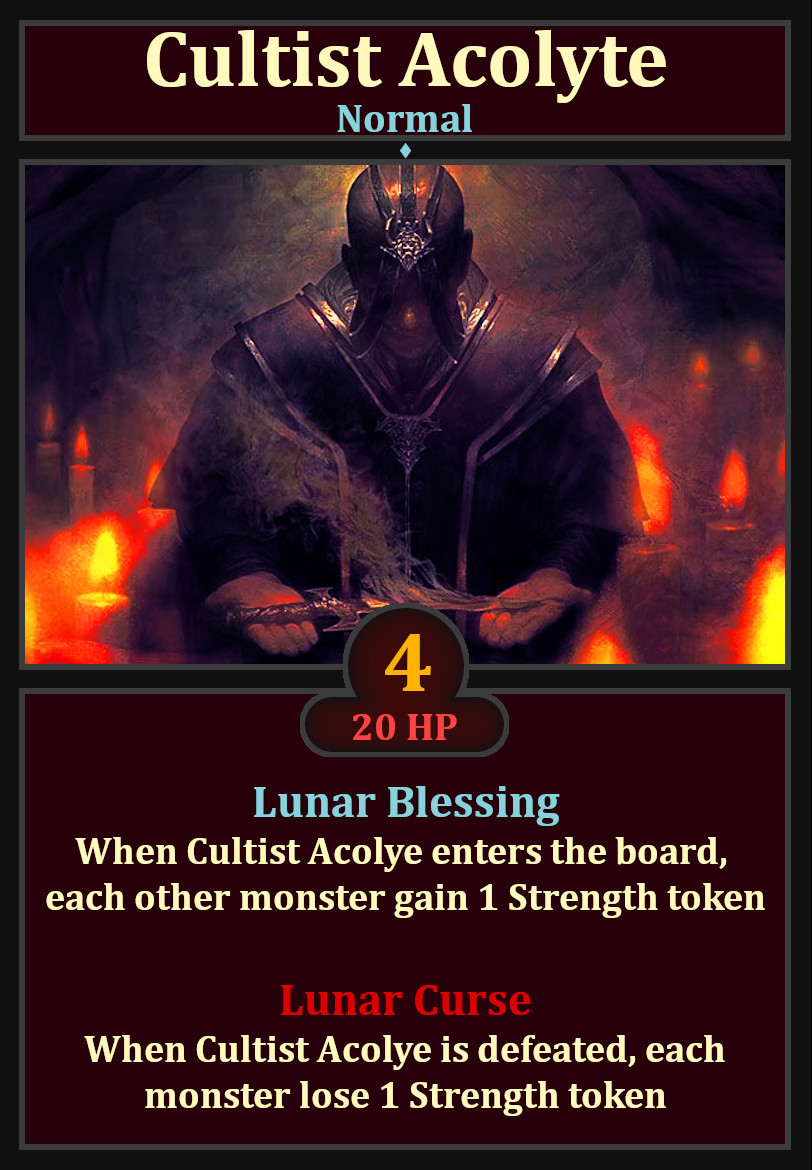 Cultist Acolyte
Normal
4
20 HP
Lunar Blessing
When Cultist Acolye enters the board,
each other monster gain 1 Strength token
Lunar Curse
When Cultist Acolye is defeated, each
monster lose 1 Strength token